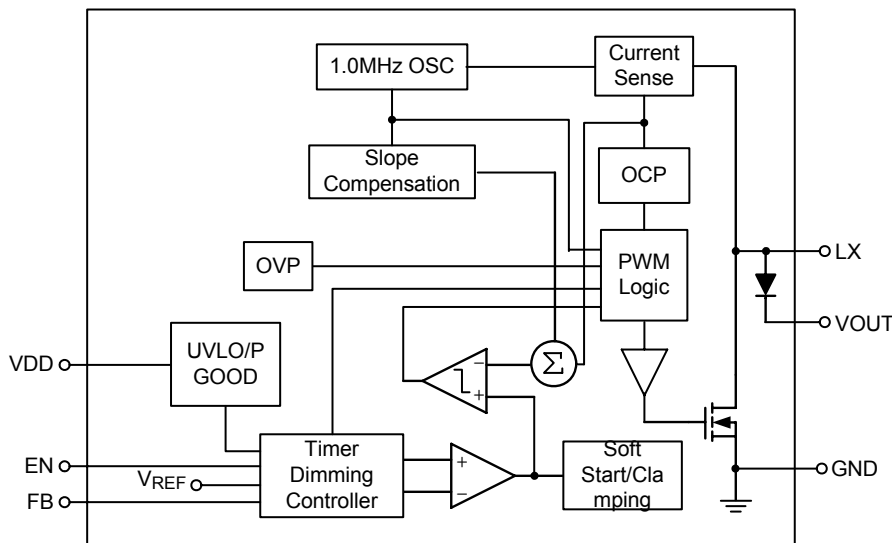 1.0MHz OSC
Current
Sense
Slope
Compensation
OCP
OVP
PWM
Logic
LX
VOUT
VDD
UVLO/P
GOOD
Σ
−
+
EN
VREF
FB
Timer
Dimming
Controller
+
−
Soft
Start/Cla
mping
GND